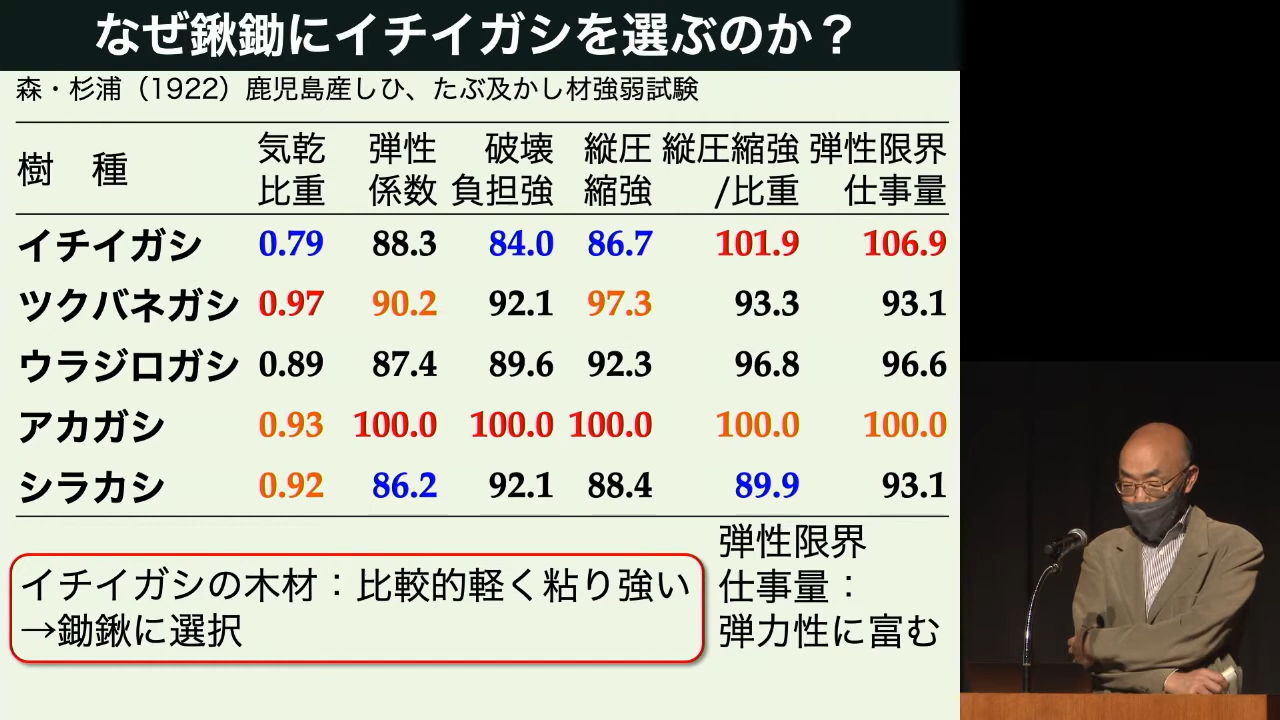 なぜ鍬鋤にイチイガシを選ぶのか？
森・杉浦（1922）鹿児島産しひ、たぶ及かし材強弱試験
樹　種 気乾比重 弾性係数 破壊負担強 縦圧縮強 縦圧縮強/比重 弾性限界仕事量
イチイガシ 0.79 88.3 84.0 86.7 101.9 106.9
ツクバネガシ 0.97 90.2 92.1 97.3 93.3 93.1
ウラジロガシ 0.89 87.4 89.6 92.3 96.8 96.6
アカガシ 0.93 100.0 100.0 100.0 100.0 100.0
シラカシ 0.92 86.2 92.1 88.4 89.9 93.1
イチイガシの木材：比較的軽く粘り強い
→鋤鍬に選択
弾性限界
仕事量：
弾力性に富む